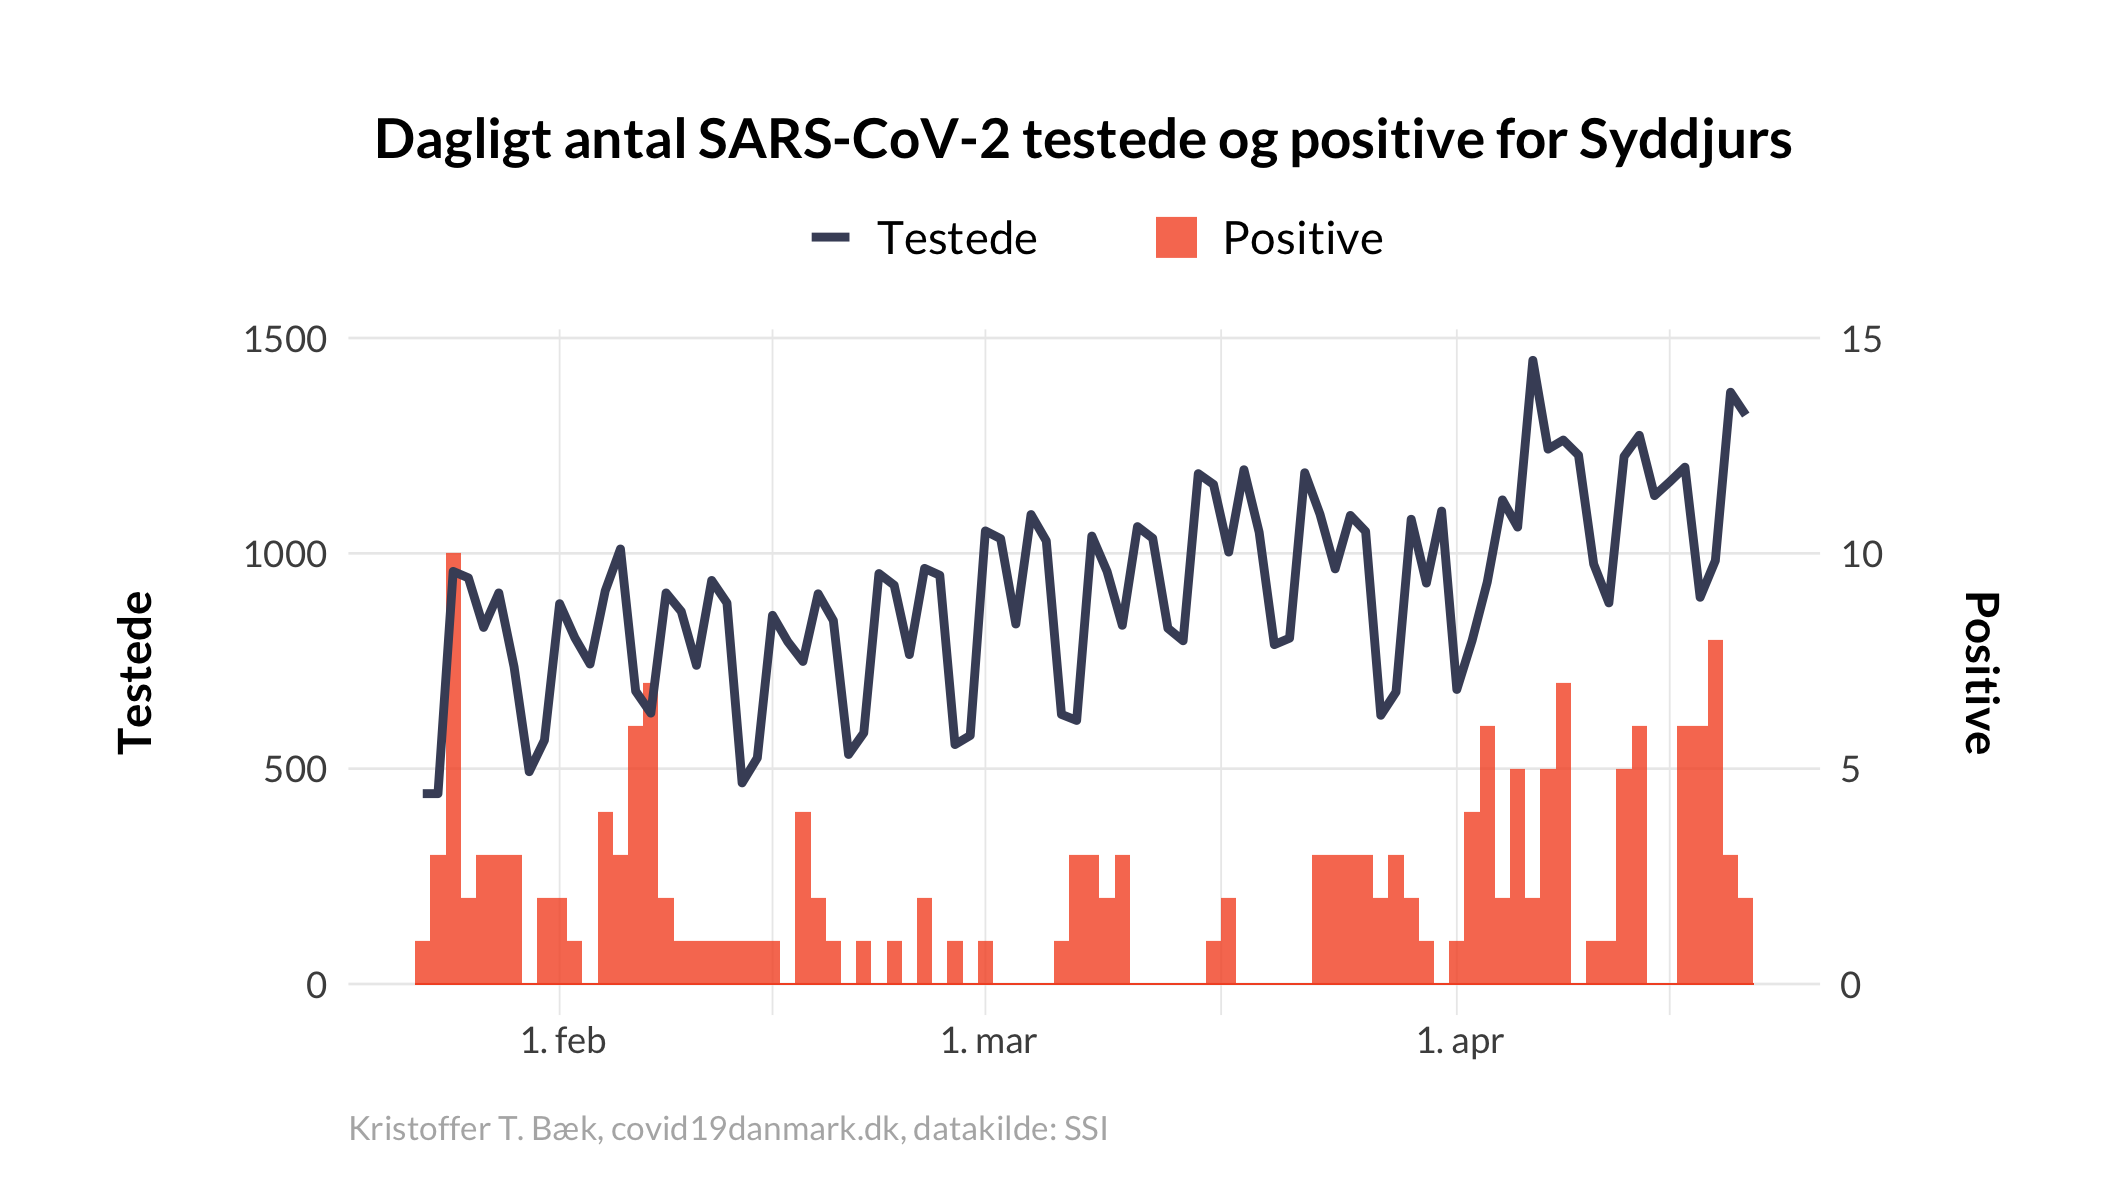 Dagligt antal SARS-CoV-2 testede og positive for Syddjurs
Testede
Positive
1500
1000
500
0
Testede
15
10
5
0
Positive
1. feb
1. mar
1. apr
Kristoffer T. Bæk, covid19danmark.dk, datakilde: SSI